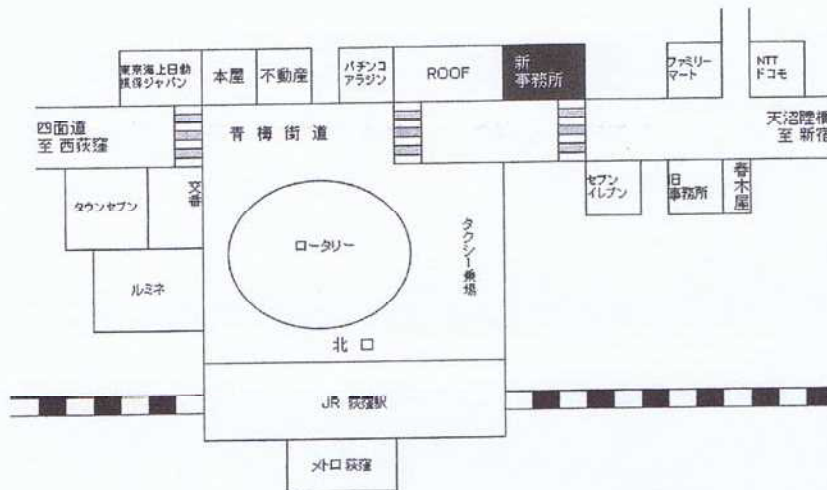 東京海上日動
損保ジャパン
本屋
不動産
パチンコ
アラジン
ROOF
新
事務所
ファミリー
マート
NTT
ドコモ
四面道
至 西荻窪
青梅街道
天沼陸橋
至 新宿
タウンセブン
交番
セブン
イレブン
旧
事務所
春木屋
ロータリー
タクシー乗場
ルミネ
北口
JR 荻窪駅
メトロ 荻窪